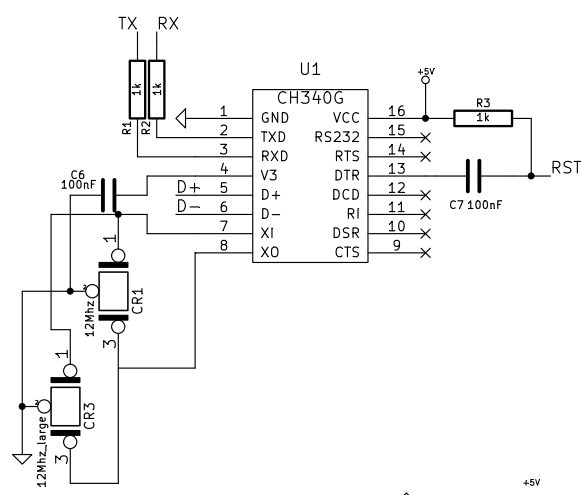 TX RX
U1
+5V
CH340G
1k
1k
R1
R2
R3
1k
1 GND VCC 16
2 TXD RS232 15
3 RXD RTS 14
4 V3 DTR 13
5 D+ DCD 12
6 D- RI 11
7 XI DSR 10
8 XO CTS 9
C6
100nF
D+
D-
RST
C7 100nF
1
2
3
12Mhz
CR1
1
2
3
12Mhz_large
CR3
+5V